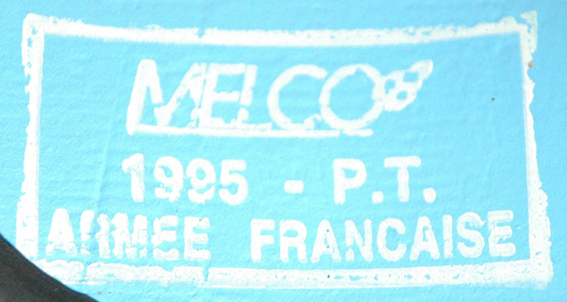 MELCO
1995 - P.T.
ARMEE FRANCAISE